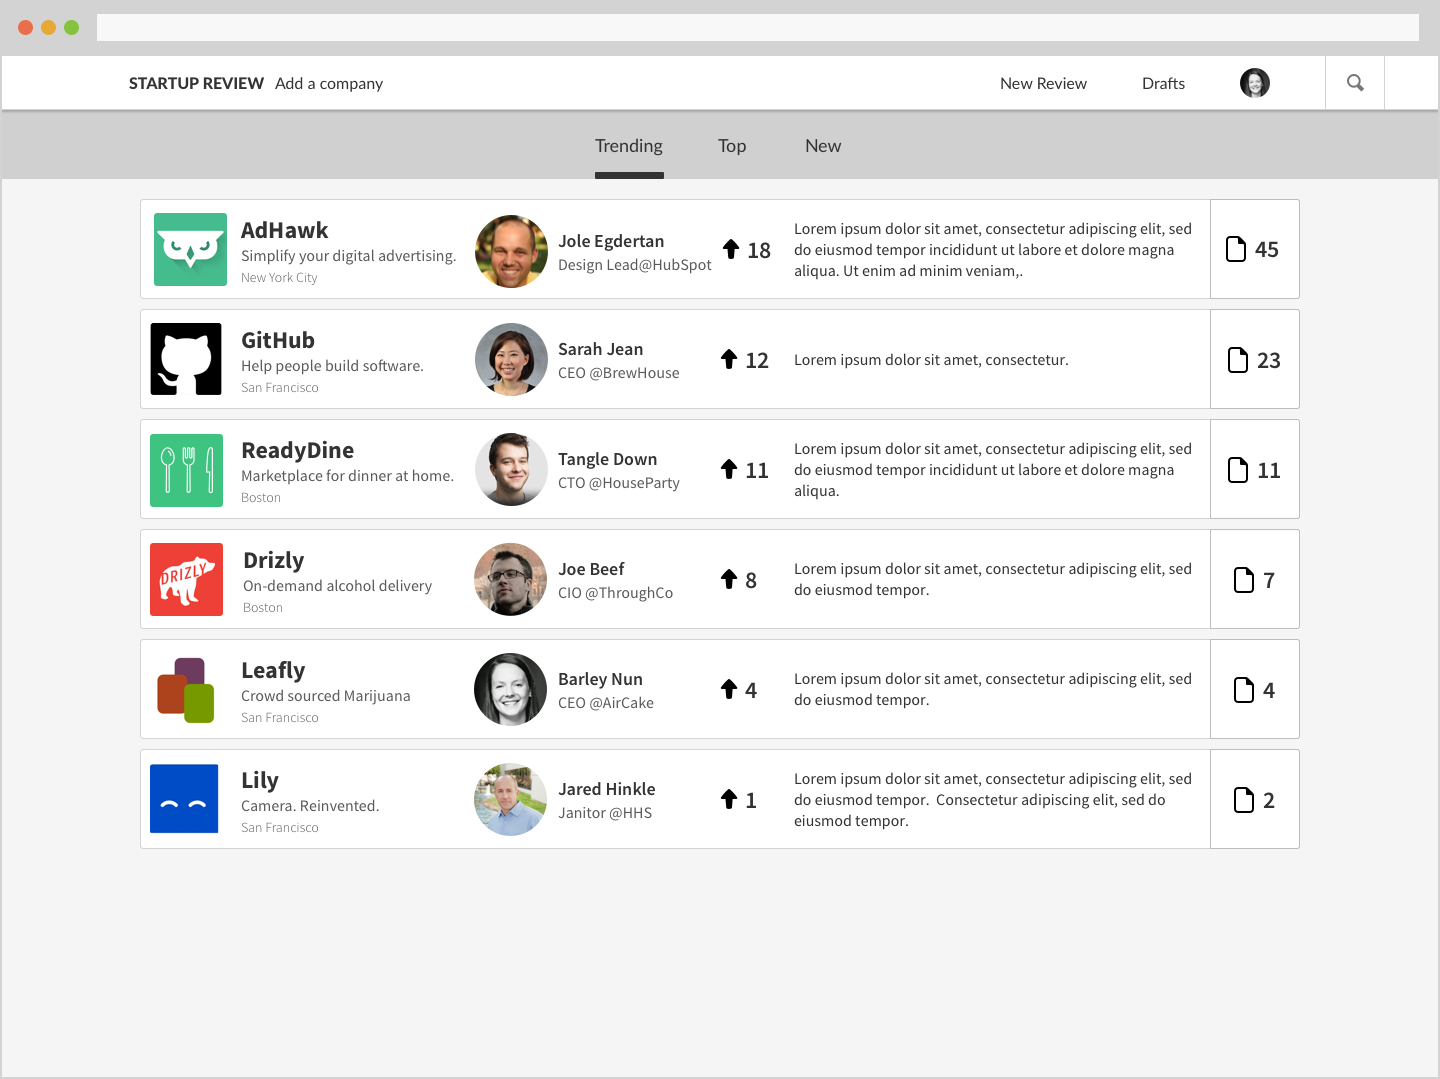 STARTUP REVIEW Add a company New Review Drafts
Trending Top New
AdHawk
Simplify your digital advertising.
New York City
Jole Egdertan
Design Lead@HubSpot
18
Lorem ipsum dolor sit amet, consectetur adipiscing elit, sed
do eiusmod tempor incididunt ut labore et dolore magna
aliqua. Ut enim ad minim veniam,.
45
GitHub
Help people build software.
San Francisco
Sarah Jean
CEO @BrewHouse
12
Lorem ipsum dolor sit amet, consectetur.
23
ReadyDine
Marketplace for dinner at home.
Boston
Tangle Down
CTO @HouseParty
11
Lorem ipsum dolor sit amet, consectetur adipiscing elit, sed
do eiusmod tempor incididunt ut labore et dolore magna
aliqua.
11
DRIZLY
Drizly
On-demand alcohol delivery
Boston
Joe Beef
CIO @ThroughCo
8
Lorem ipsum dolor sit amet, consectetur adipiscing elit, sed
do eiusmod tempor.
7
Leafly
Crowd sourced Marijuana
San Francisco
Barley Nun
CEO @AirCake
4
Lorem ipsum dolor sit amet, consectetur adipiscing elit, sed
do eiusmod tempor.
4
Lily
Camera. Reinvented.
San Francisco
Jared Hinkle
Janitor @HHS
1
Lorem ipsum dolor sit amet, consectetur adipiscing elit, sed
do eiusmod tempor.  Consectetur adipiscing elit, sed do
eiusmod tempor.
2